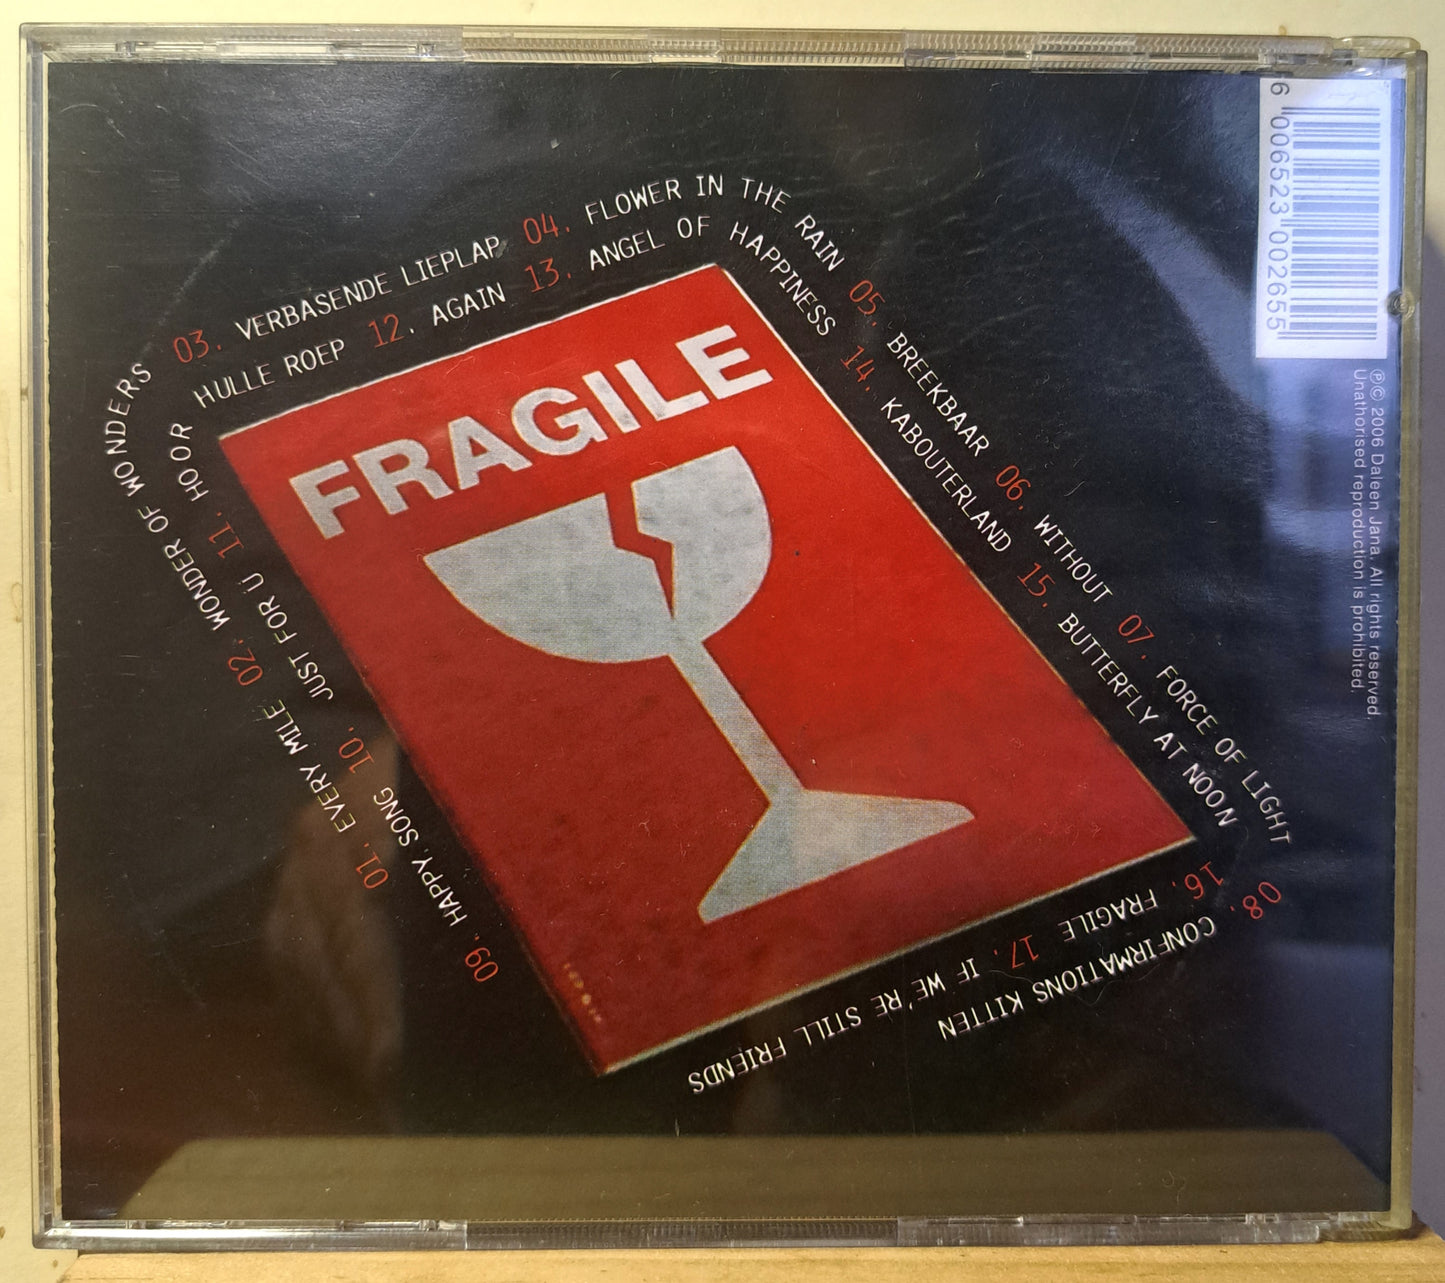 01. EVERY MILE 02. WONDER OF WONDERS 03. VERBASENDE LIEPLAP 04. FLOWER IN THE RAIN 05. BREEKBAAR 06. WITHOUT 07. FORCE OF LIGHT
08. CONFIRMATIONS KITTEN
09. HAPPY SONG 10. JUST FOR U 11. HOOR HULLE ROEP 12. AGAIN 13. ANGEL OF HAPPINESS 14. KABOUTERLAND 15. BUTTERFLY AT NOON
16. FRAGILE 17. IF WE'RE STILL FRIENDS
FRAGILE
6 006523 002655
℗© 2006 Daleen Jana. All rights reserved.
Unathorised reproduction is prohibited.